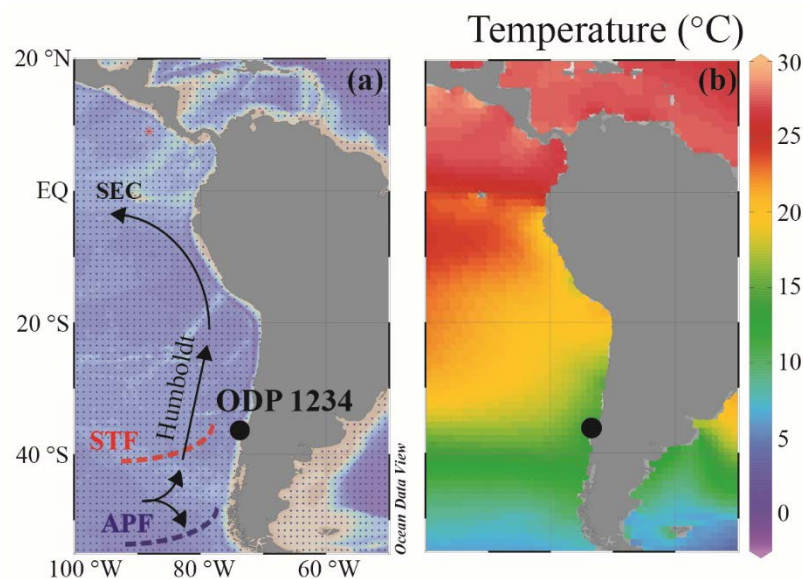 Temperature (°C)
20 °N
(a)
(b)
30
25
SEC
EQ
20
20 °S
15
Humboldt
ODP 1234
10
STF
40 °S
5
APF
Ocean Data View
0
100 °W
80 °W
60 °W